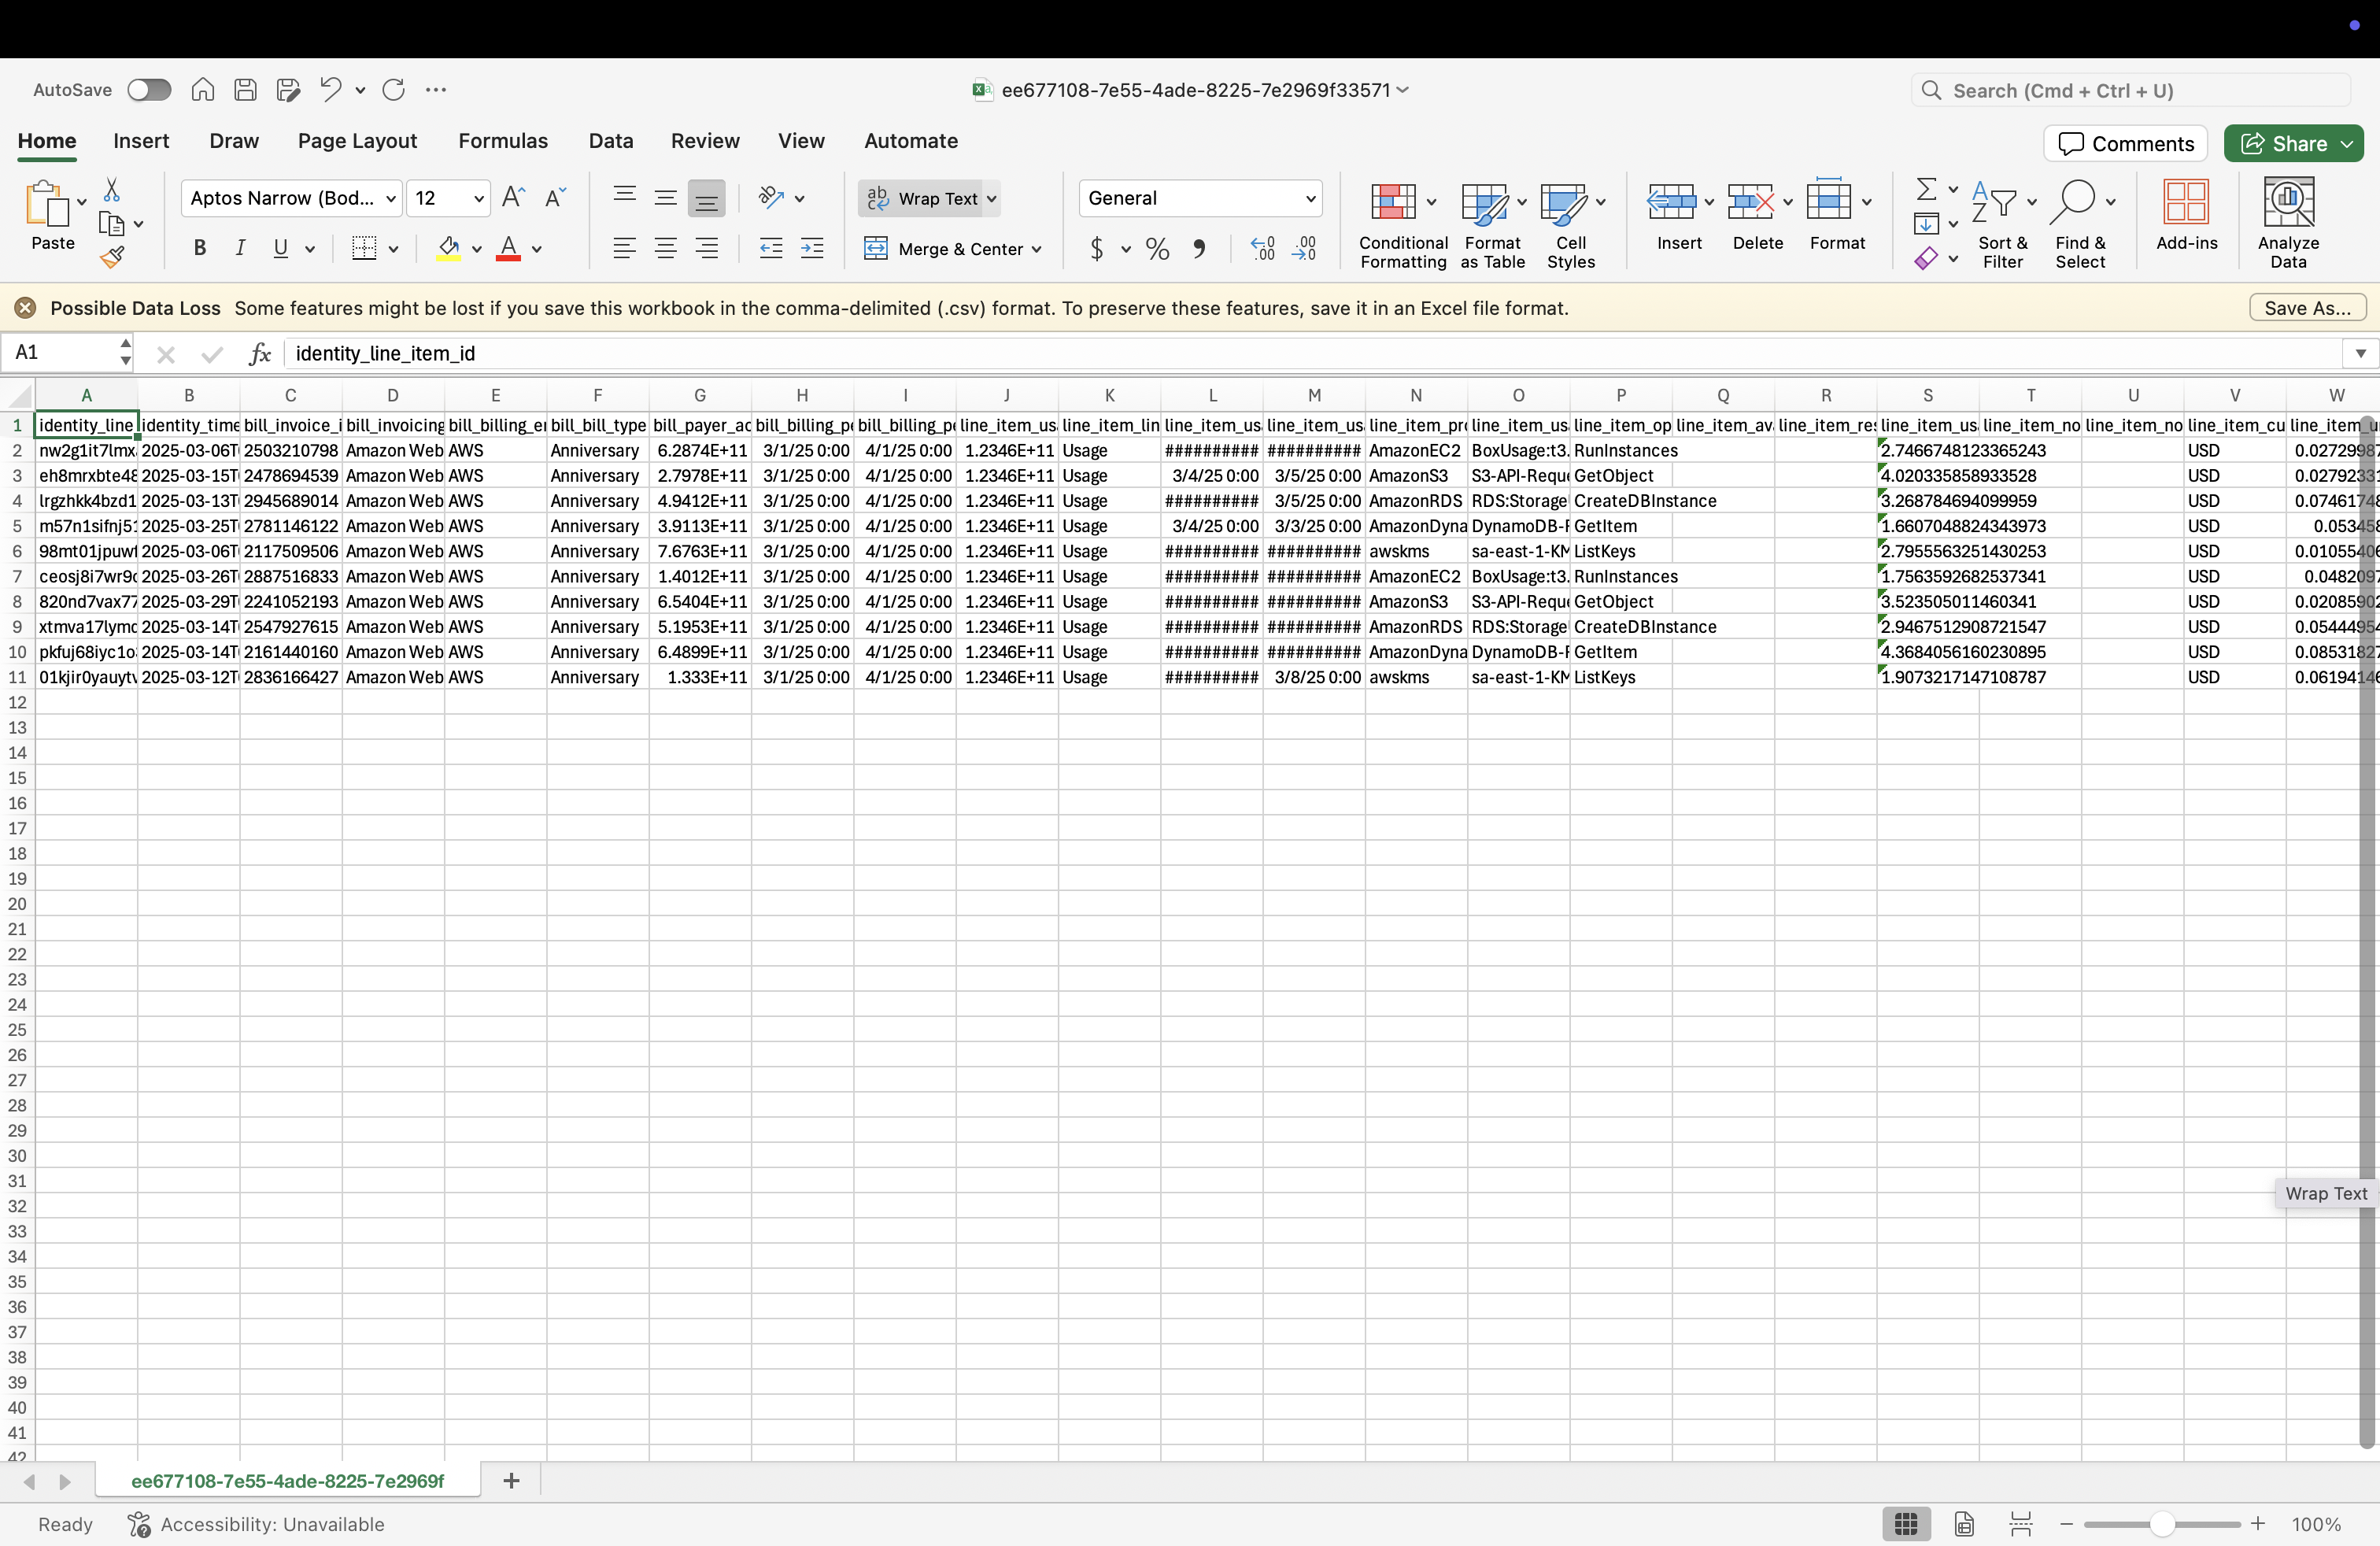 AutoSave
ee677108-7e55-4ade-8225-7e2969f33571
Search (Cmd + Ctrl + U)
Home Insert Draw Page Layout Formulas Data Review View Automate Comments Share
Paste
Aptos Narrow (Bod... 12
B I U
Wrap Text
Merge & Center
General
Conditional Formatting
Format as Table
Cell Styles
Insert Delete Format
Sort & Filter
Find & Select
Add-ins
Analyze Data
Possible Data Loss Some features might be lost if you save this workbook in the comma-delimited (.csv) format. To preserve these features, save it in an Excel file format. Save As...
A1 fx identity_line_item_id
A B C D E F G H I J K L M N O P Q R S T U V W
1 identity_line identity_time bill_invoice_i bill_invoicing bill_billing_e bill_bill_type bill_payer_ac bill_billing_pe bill_billing_pe line_item_us line_item_lin line_item_us line_item_us line_item_pro line_item_us line_item_op line_item_av line_item_res line_item_us line_item_no line_item_no line_item_cu line_item_u
2 nw2g1it7lmx 2025-03-06T 2503210798 Amazon Web AWS Anniversary 6.2874E+11 3/1/25 0:00 4/1/25 0:00 1.2346E+11 Usage ########## ########## AmazonEC2 BoxUsage:t3. RunInstances 2.7466748123365243 USD 0.0272998
3 eh8mrxbte48 2025-03-15T 2478694539 Amazon Web AWS Anniversary 2.7978E+11 3/1/25 0:00 4/1/25 0:00 1.2346E+11 Usage 3/4/25 0:00 3/5/25 0:00 AmazonS3 S3-API-Requ GetObject 4.020335858933528 USD 0.0279233
4 lrgzhkk4bzd1 2025-03-13T 2945689014 Amazon Web AWS Anniversary 4.9412E+11 3/1/25 0:00 4/1/25 0:00 1.2346E+11 Usage ########## 3/5/25 0:00 AmazonRDS RDS:Storage CreateDBInstance 3.268784694099959 USD 0.0746174
5 m57n1sifnj51 2025-03-25T 2781146122 Amazon Web AWS Anniversary 3.9113E+11 3/1/25 0:00 4/1/25 0:00 1.2346E+11 Usage 3/4/25 0:00 3/3/25 0:00 AmazonDyna DynamoDB-R GetItem 1.6607048824343973 USD 0.05345
6 98mt01jpuwf 2025-03-06T 2117509506 Amazon Web AWS Anniversary 7.6763E+11 3/1/25 0:00 4/1/25 0:00 1.2346E+11 Usage ########## ########## awskms sa-east-1-KM ListKeys 2.7955563251430253 USD 0.0105540
7 ceosj8i7wr9c 2025-03-26T 2887516833 Amazon Web AWS Anniversary 1.4012E+11 3/1/25 0:00 4/1/25 0:00 1.2346E+11 Usage ########## ########## AmazonEC2 BoxUsage:t3. RunInstances 1.7563592682537341 USD 0.048209
8 820nd7vax77 2025-03-29T 2241052193 Amazon Web AWS Anniversary 6.5404E+11 3/1/25 0:00 4/1/25 0:00 1.2346E+11 Usage ########## ########## AmazonS3 S3-API-Requ GetObject 3.523505011460341 USD 0.0208590
9 xtmva17lymc 2025-03-14T 2547927615 Amazon Web AWS Anniversary 5.1953E+11 3/1/25 0:00 4/1/25 0:00 1.2346E+11 Usage ########## ########## AmazonRDS RDS:Storage CreateDBInstance 2.9467512908721547 USD 0.0544495
10 pkfuj68iyc1o 2025-03-14T 2161440160 Amazon Web AWS Anniversary 6.4899E+11 3/1/25 0:00 4/1/25 0:00 1.2346E+11 Usage ########## ########## AmazonDyna DynamoDB-R GetItem 4.3684056160230895 USD 0.0853182
11 01kjir0yauytv 2025-03-12T 2836166427 Amazon Web AWS Anniversary 1.333E+11 3/1/25 0:00 4/1/25 0:00 1.2346E+11 Usage ########## 3/8/25 0:00 awskms sa-east-1-KM ListKeys 1.9073217147108787 USD 0.0619414
12
13
14
15
16
17
18
19
20
21
22
23
24
25
26
27
28
29
30
31
32
Wrap Text
33
34
35
36
37
38
39
40
41
42
ee677108-7e55-4ade-8225-7e2969f
Ready Accessibility: Unavailable 100%